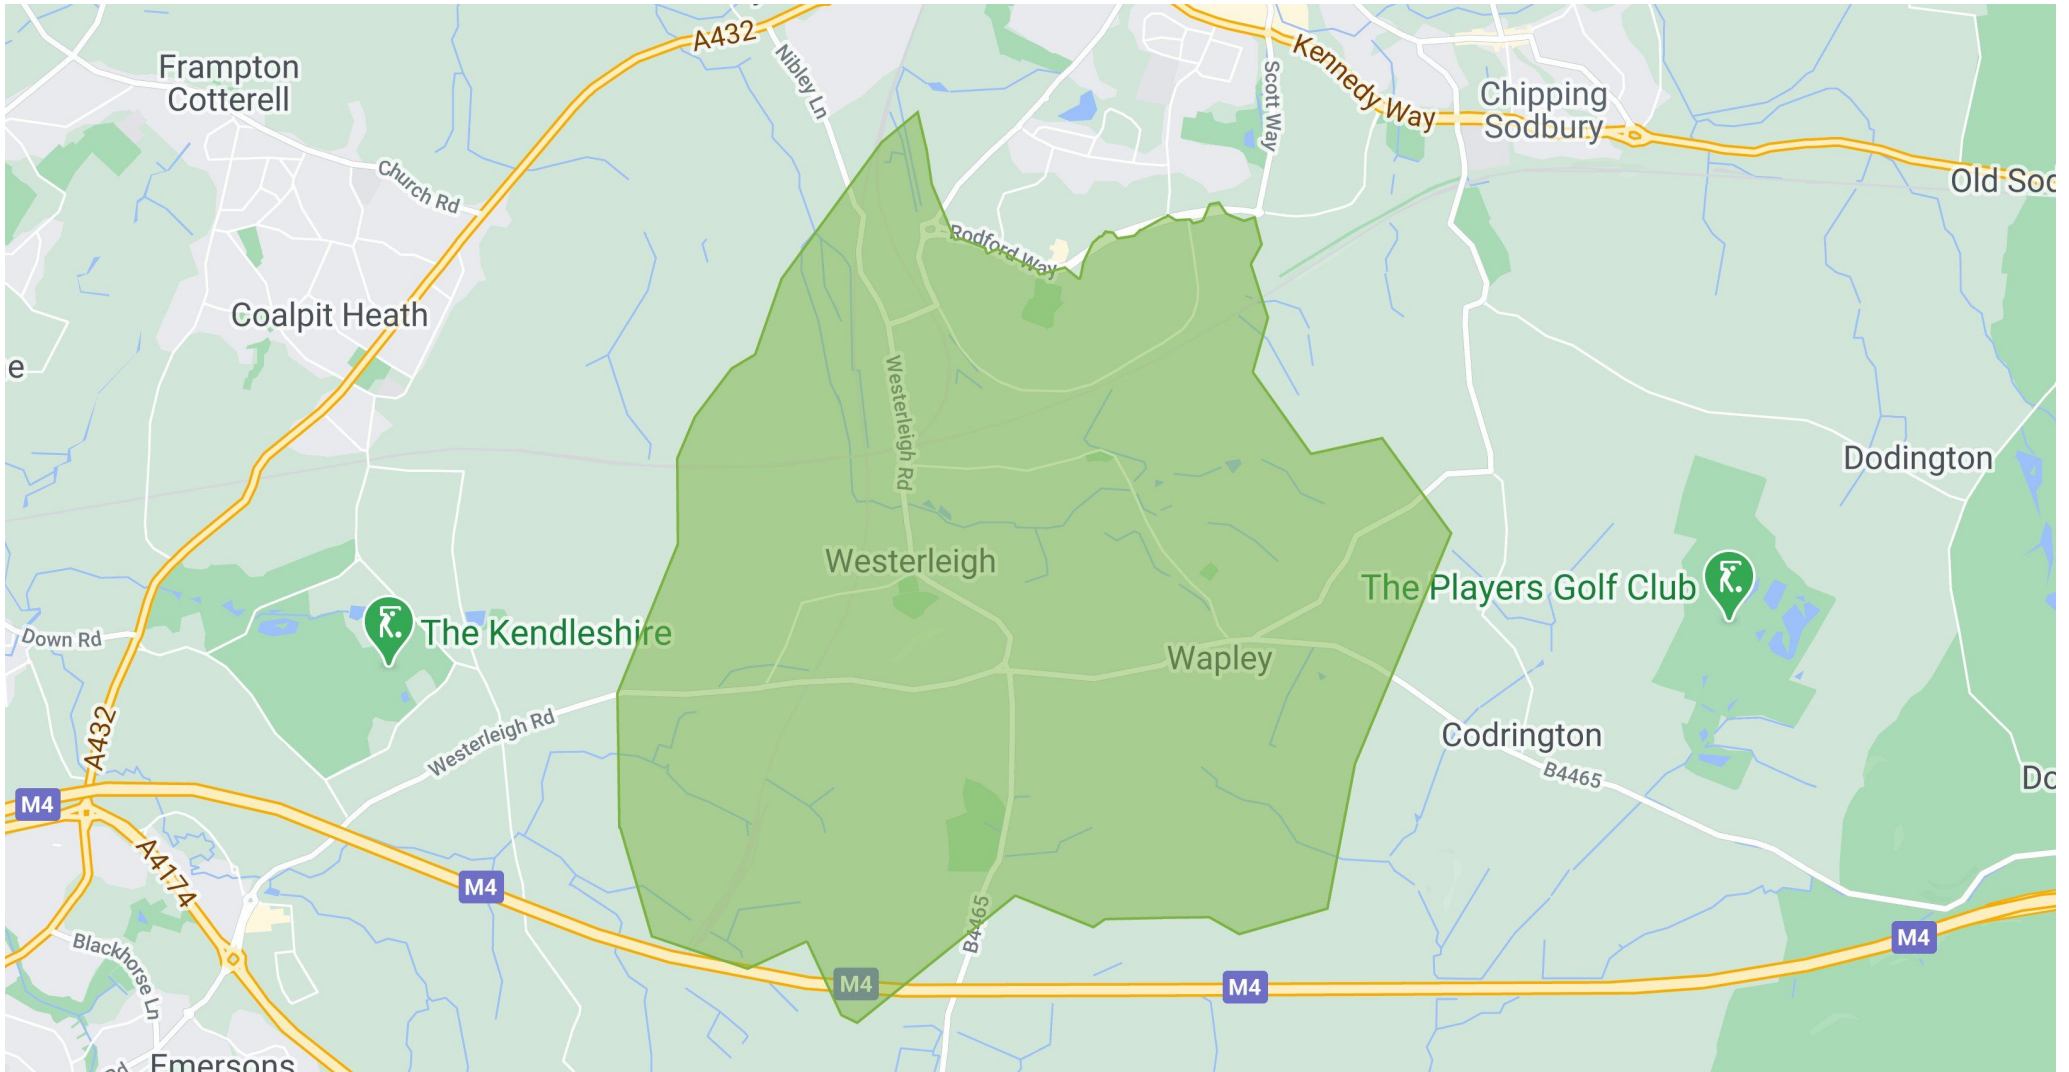 A432
Nibley Ln
Scott Way
Kennedy Way
Frampton
Cotterell
Chipping
Sodbury
Church Rd
Old Soc
Rodford Way
Coalpit Heath
e
Westerleigh Rd
Dodington
Westerleigh
The Players Golf Club
The Kendleshire
Down Rd
Wapley
A432
Westerleigh Rd
Codrington
B4465
Do
M4
A4174
M4
B4465
M4
Blackhorse Ln
M4
M4
Emersons
Rd